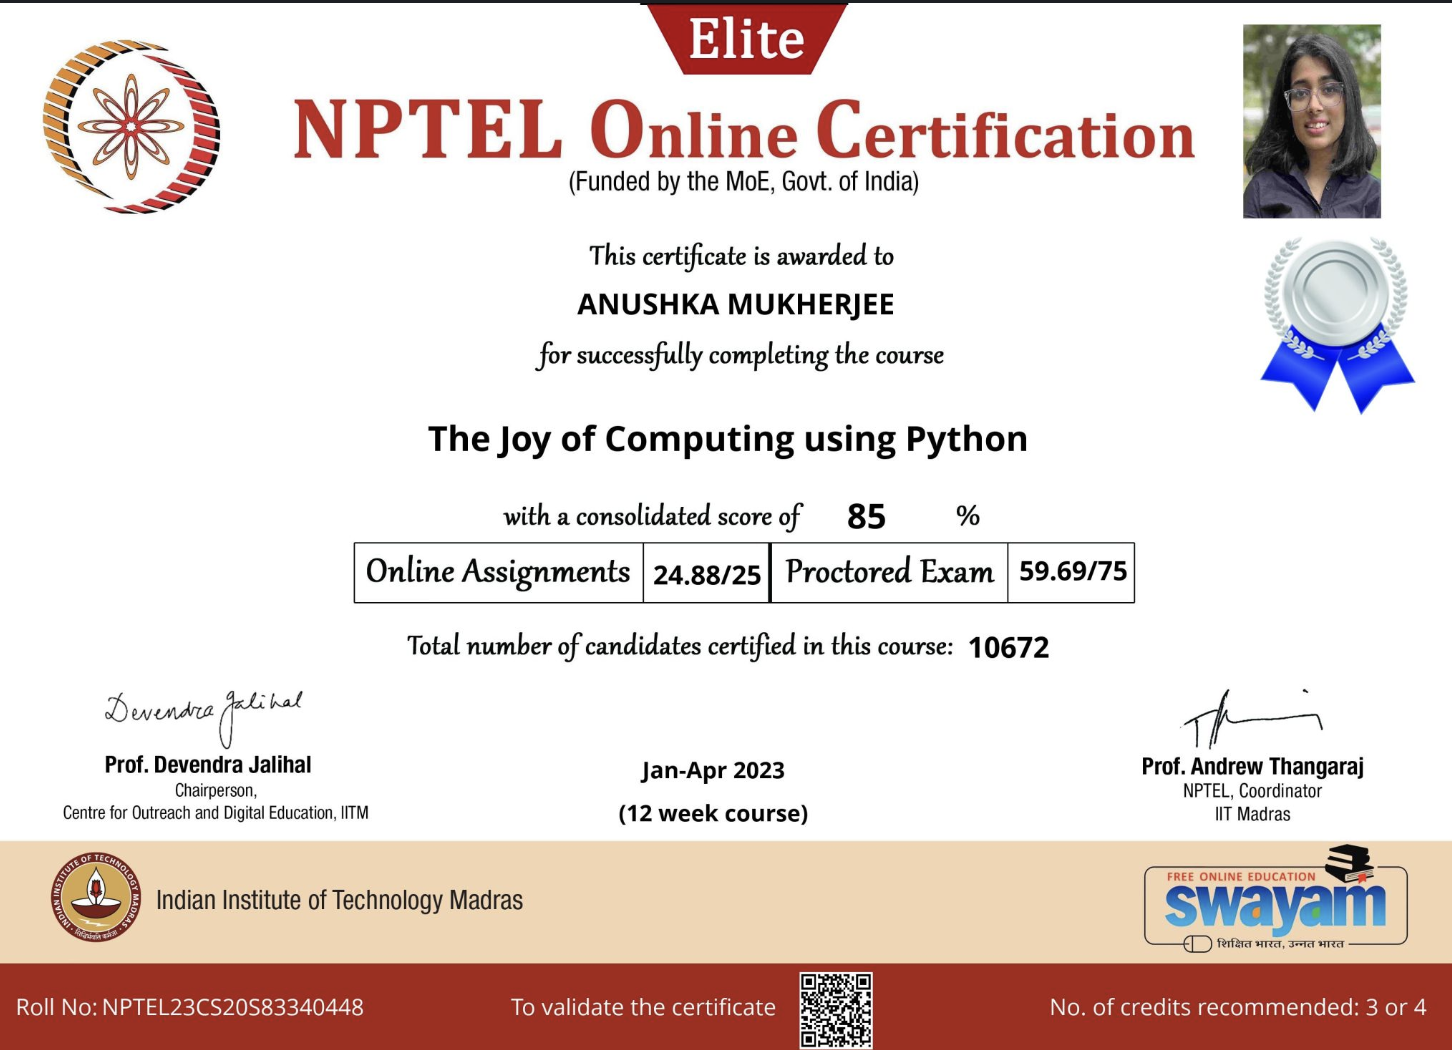 Elite
NPTEL Online Certification
(Funded by the MoE, Govt. of India)
This certificate is awarded to
ANUSHKA MUKHERJEE
for successfully completing the course
The Joy of Computing using Python
with a consolidated score of 85 %
Online Assignments 24.88/25 Proctored Exam 59.69/75
Total number of candidates certified in this course: 10672
Devendra Jalihal
Prof. Devendra Jalihal
Chairperson,
Centre for Outreach and Digital Education, IITM
Jan-Apr 2023
(12 week course)
Prof. Andrew Thangaraj
NPTEL, Coordinator
IIT Madras
INDIAN INSTITUTE OF TECHNOLOGY MADRAS
Indian Institute of Technology Madras
FREE ONLINE EDUCATION
swayam
शिक्षित भारत, उन्नत भारत
Roll No: NPTEL23CS20S83340448
To validate the certificate
No. of credits recommended: 3 or 4